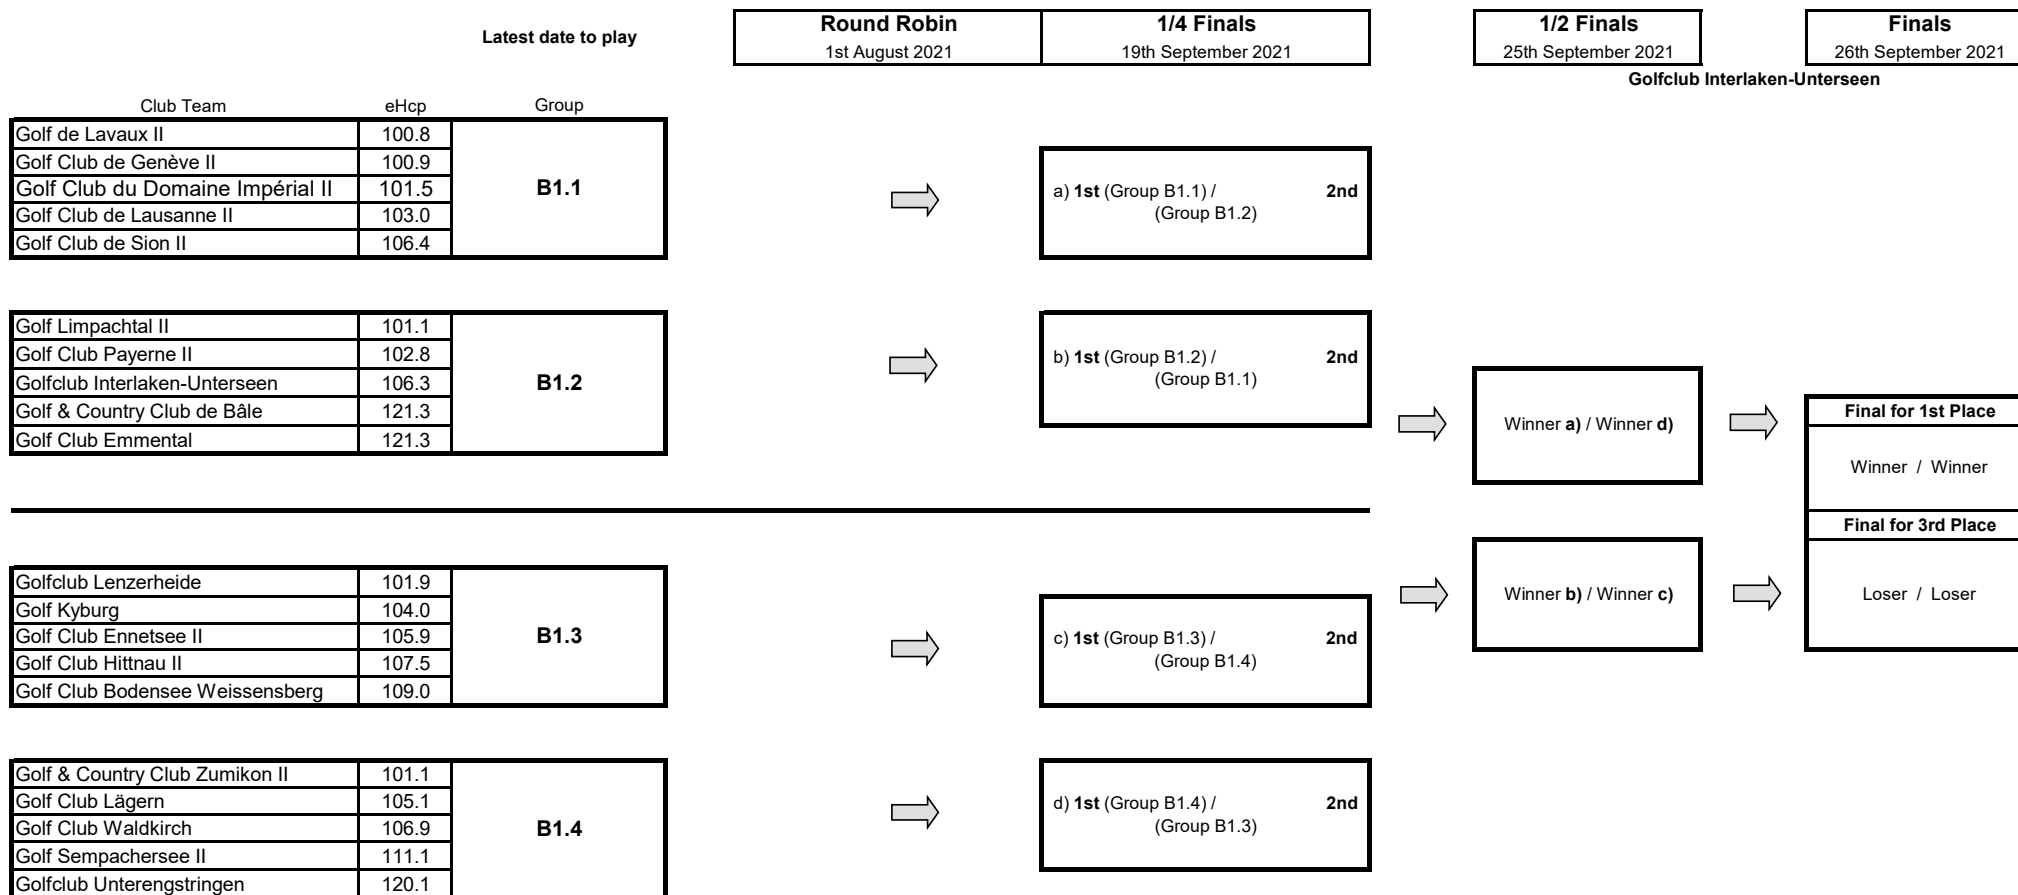 Latest date to play
Round Robin
1st August 2021
1/4 Finals
19th September 2021
1/2 Finals
25th September 2021
Finals
26th September 2021
Golfclub Interlaken-Unterseen
Club Team eHcp Group
Golf de Lavaux II 100.8
Golf Club de Genève II 100.9
Golf Club du Domaine Impérial II 101.5
Golf Club de Lausanne II 103.0
Golf Club de Sion II 106.4
B1.1
a) 1st (Group B1.1) / 2nd
(Group B1.2)
Golf Limpachtal II 101.1
Golf Club Payerne II 102.8
Golfclub Interlaken-Unterseen 106.3
Golf & Country Club de Bâle 121.3
Golf Club Emmental 121.3
B1.2
b) 1st (Group B1.2) / 2nd
(Group B1.1)
Winner a) / Winner d)
Final for 1st Place
Winner / Winner
Final for 3rd Place
Loser / Loser
Winner b) / Winner c)
Golfclub Lenzerheide 101.9
Golf Kyburg 104.0
Golf Club Ennetsee II 105.9
Golf Club Hittnau II 107.5
Golf Club Bodensee Weissensberg 109.0
B1.3
c) 1st (Group B1.3) / 2nd
(Group B1.4)
Golf & Country Club Zumikon II 101.1
Golf Club Lägern 105.1
Golf Club Waldkirch 106.9
Golf Sempachersee II 111.1
Golfclub Unterengstringen 120.1
B1.4
d) 1st (Group B1.4) / 2nd
(Group B1.3)